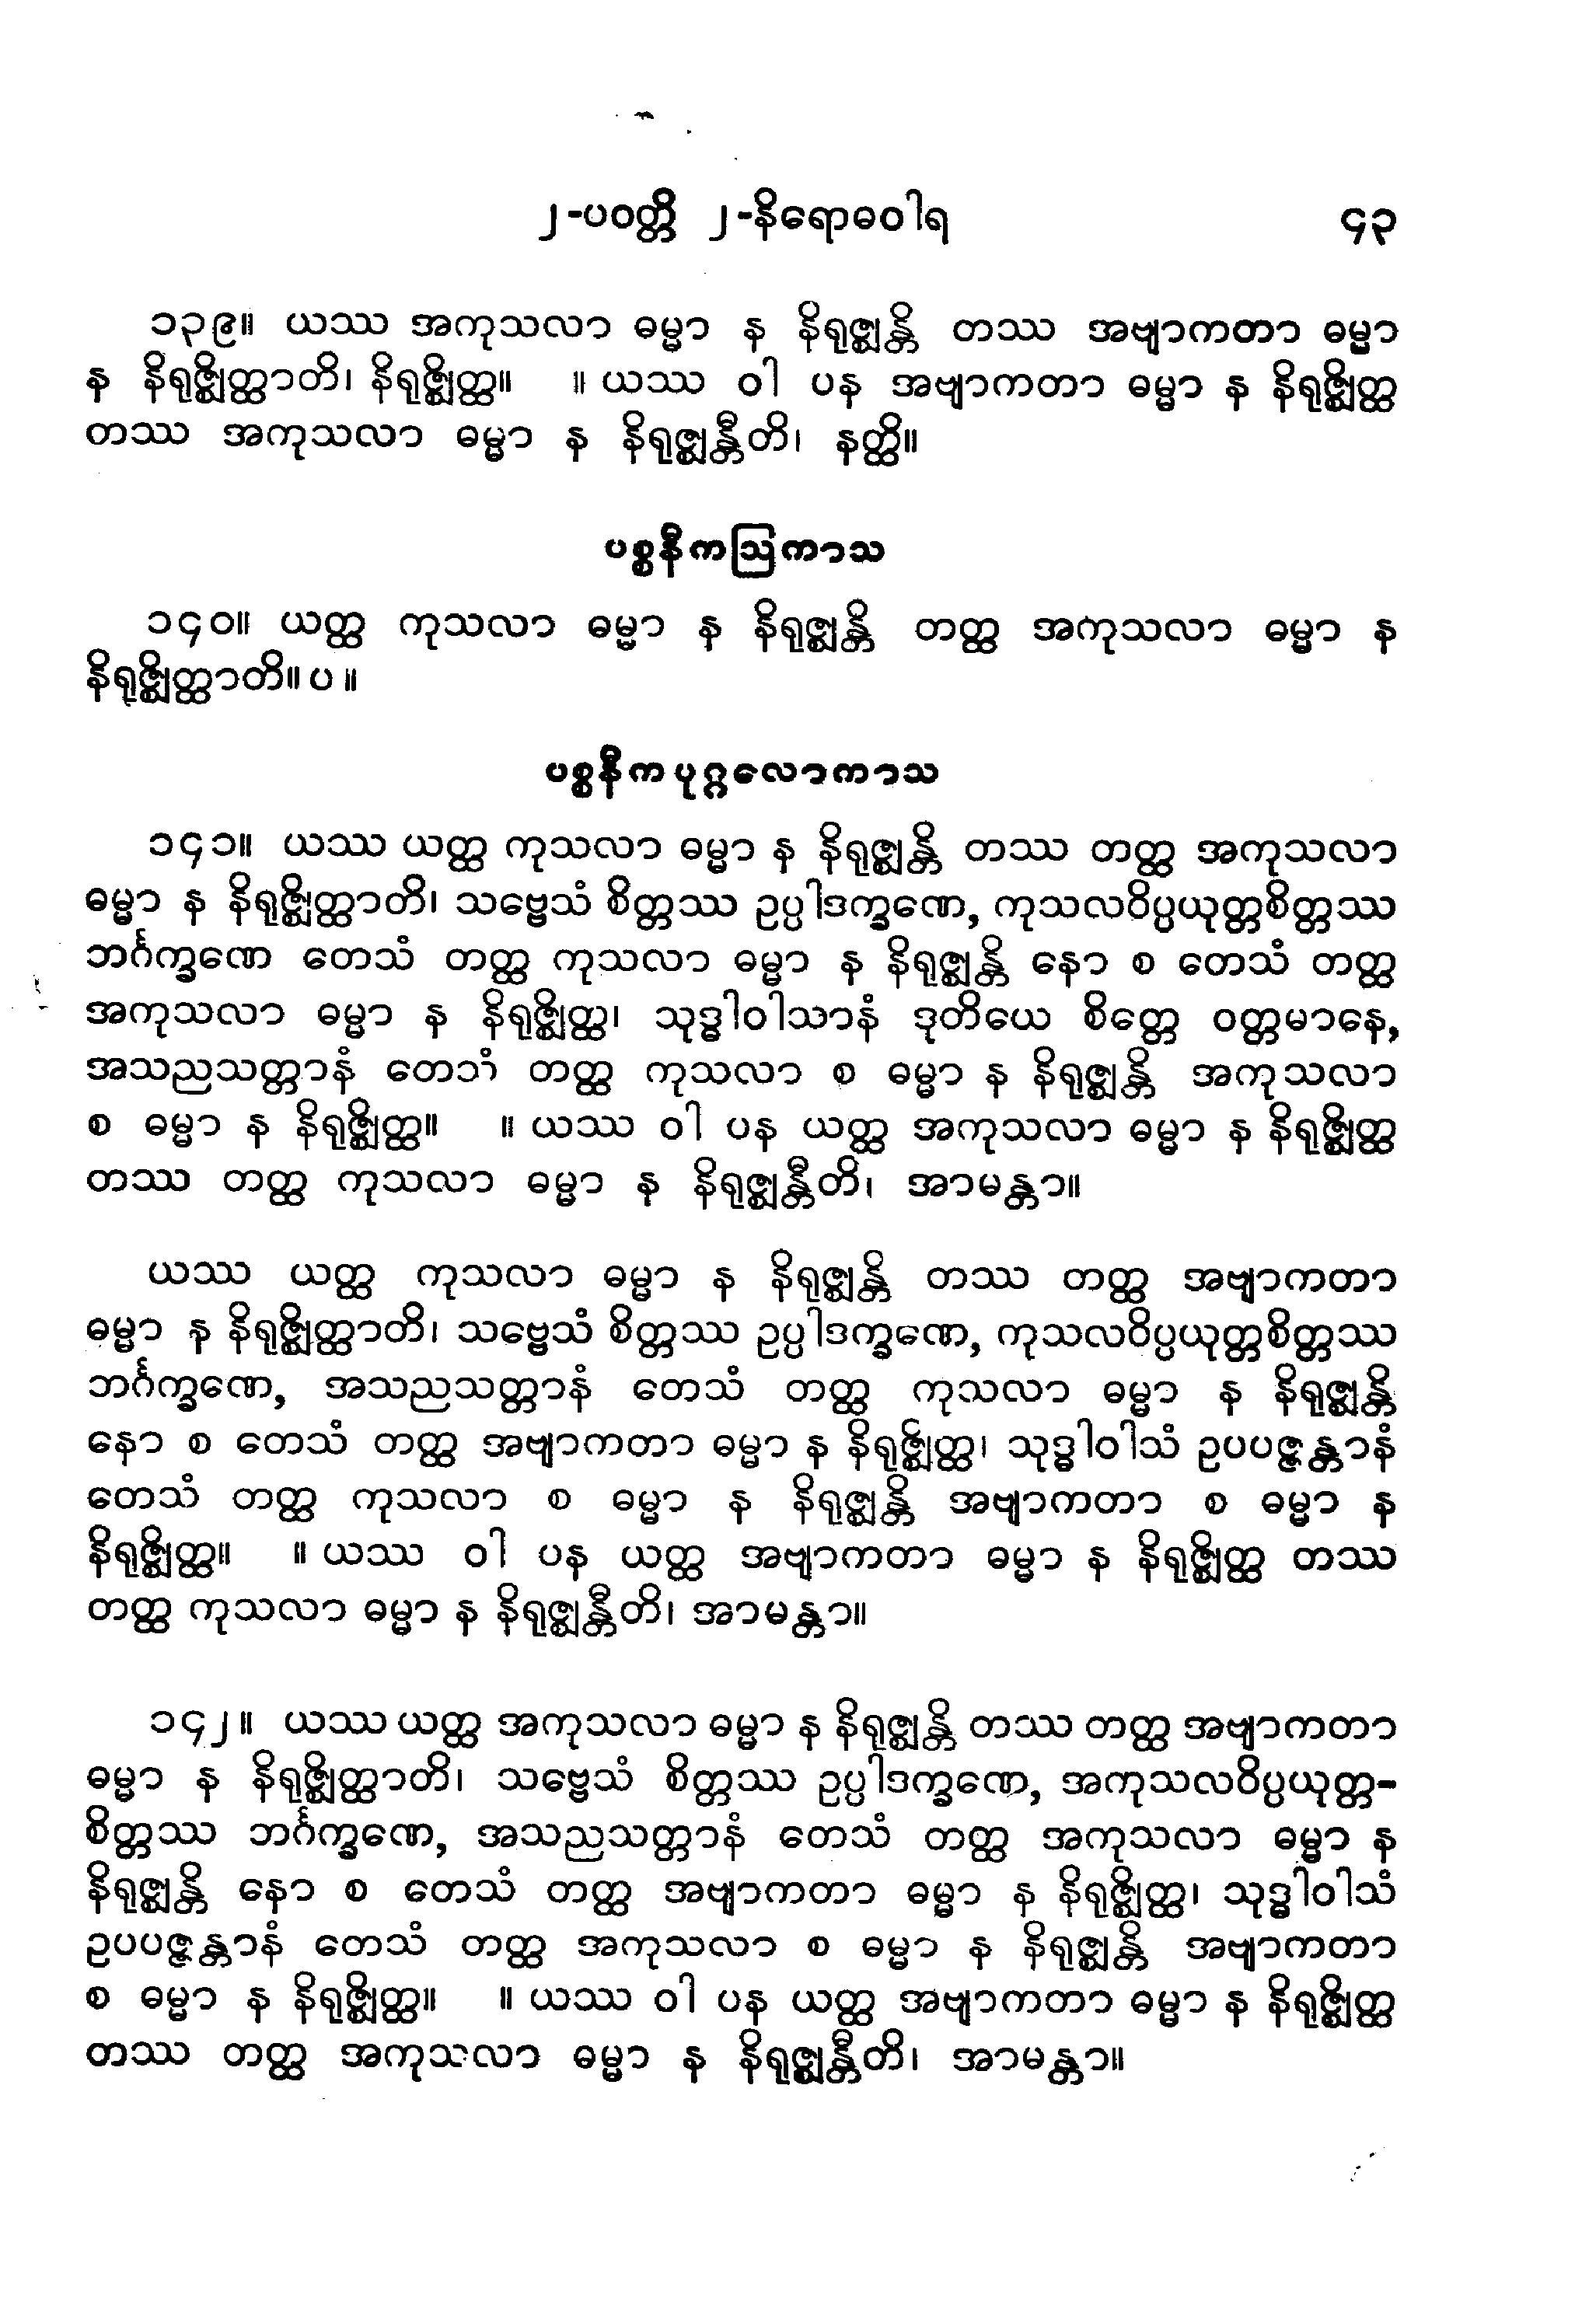 ၂-ပဝတ္တိ ၂-နိရောဓဝါရ ၄၃
၁၃၉။ ယဿ အကုသလာ ဓမ္မာ န နိရုဇ္ဈန္တိ တဿ အဗျာကတာ ဓမ္မာ
န နိရုဇ္ဈိတ္ထာတိ၊ နိရုဇ္ဈိတ္ထ။ ။ ယဿ ဝါ ပန အဗျာကတာ ဓမ္မာ န နိရုဇ္ဈိတ္ထ
တဿ အကုသလာ ဓမ္မာ န နိရုဇ္ဈန္တီတိ၊ နတ္ထိ။
ပစ္စနီကဩကာသ
၁၄၀။ ယတ္ထ ကုသလာ ဓမ္မာ န နိရုဇ္ဈန္တိ တတ္ထ အကုသလာ ဓမ္မာ န
နိရုဇ္ဈိတ္ထာတိ။ ပ ။
ပစ္စနီကပုဂ္ဂလောကာသ
၁၄၁။ ယဿ ယတ္ထ ကုသလာ ဓမ္မာ န နိရုဇ္ဈန္တိ တဿ တတ္ထ အကုသလာ
ဓမ္မာ န နိရုဇ္ဈိတ္ထာတိ၊ သဗ္ဗေသံ စိတ္တဿ ဥပ္ပါဒက္ခဏေ, ကုသလဝိပ္ပယုတ္တစိတ္တဿ
ဘင်္ဂက္ခဏေ တေသံ တတ္ထ ကုသလာ ဓမ္မာ န နိရုဇ္ဈန္တိ နော စ တေသံ တတ္ထ
အကုသလာ ဓမ္မာ န နိရုဇ္ဈိတ္ထ၊ သုဒ္ဓါဝါသာနံ ဒုတိယေ စိတ္တေ ဝတ္တမာနေ,
အသညသတ္တာနံ တေသံ တတ္ထ ကုသလာ စ ဓမ္မာ န နိရုဇ္ဈန္တိ အကုသလာ
စ ဓမ္မာ န နိရုဇ္ဈိတ္ထ။ ။ ယဿ ဝါ ပန ယတ္ထ အကုသလာ ဓမ္မာ န နိရုဇ္ဈိတ္ထ
တဿ တတ္ထ ကုသလာ ဓမ္မာ န နိရုဇ္ဈန္တီတိ၊ အာမန္တာ။
ယဿ ယတ္ထ ကုသလာ ဓမ္မာ န နိရုဇ္ဈန္တိ တဿ တတ္ထ အဗျာကတာ
ဓမ္မာ န နိရုဇ္ဈိတ္ထာတိ၊ သဗ္ဗေသံ စိတ္တဿ ဥပ္ပါဒက္ခဏေ, ကုသလဝိပ္ပယုတ္တစိတ္တဿ
ဘင်္ဂက္ခဏေ, အသညသတ္တာနံ တေသံ တတ္ထ ကုသလာ ဓမ္မာ န နိရုဇ္ဈန္တိ
နော စ တေသံ တတ္ထ အဗျာကတာ ဓမ္မာ န နိရုဇ္ဈိတ္ထ၊ သုဒ္ဓါဝါသံ ဥပပဇ္ဇန္တာနံ
တေသံ တတ္ထ ကုသလာ စ ဓမ္မာ န နိရုဇ္ဈန္တိ အဗျာကတာ စ ဓမ္မာ န
နိရုဇ္ဈိတ္ထ။ ။ ယဿ ဝါ ပန ယတ္ထ အဗျာကတာ ဓမ္မာ န နိရုဇ္ဈိတ္ထ တဿ
တတ္ထ ကုသလာ ဓမ္မာ န နိရုဇ္ဈန္တီတိ၊ အာမန္တာ။
၁၄၂။ ယဿ ယတ္ထ အကုသလာ ဓမ္မာ န နိရုဇ္ဈန္တိ တဿ တတ္ထ အဗျာကတာ
ဓမ္မာ န နိရုဇ္ဈိတ္ထာတိ၊ သဗ္ဗေသံ စိတ္တဿ ဥပ္ပါဒက္ခဏေ, အကုသလဝိပ္ပယုတ္တ-
စိတ္တဿ ဘင်္ဂက္ခဏေ, အသညသတ္တာနံ တေသံ တတ္ထ အကုသလာ ဓမ္မာ န
နိရုဇ္ဈန္တိ နော စ တေသံ တတ္ထ အဗျာကတာ ဓမ္မာ န နိရုဇ္ဈိတ္ထ၊ သုဒ္ဓါဝါသံ
ဥပပဇ္ဇန္တာနံ တေသံ တတ္ထ အကုသလာ စ ဓမ္မာ န နိရုဇ္ဈန္တိ အဗျာကတာ
စ ဓမ္မာ န နိရုဇ္ဈိတ္ထ။ ။ ယဿ ဝါ ပန ယတ္ထ အဗျာကတာ ဓမ္မာ န နိရုဇ္ဈိတ္ထ
တဿ တတ္ထ အကုသလာ ဓမ္မာ န နိရုဇ္ဈန္တီတိ၊ အာမန္တာ။